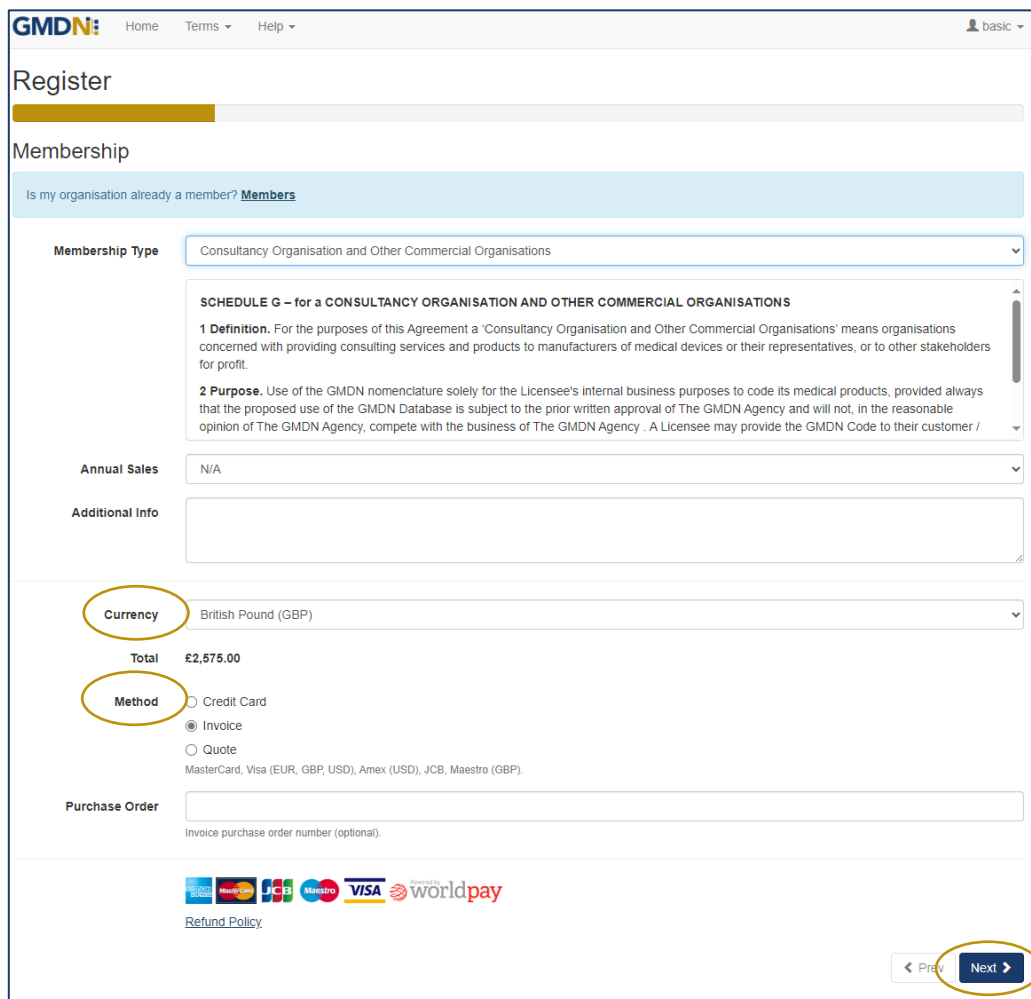 GMDN Home Terms Help basic
Register
Membership
Is my organisation already a member? Members
Membership Type Consultancy Organisation and Other Commercial Organisations
SCHEDULE G – for a CONSULTANCY ORGANISATION AND OTHER COMMERCIAL ORGANISATIONS
1 Definition. For the purposes of this Agreement a ‘Consultancy Organisation and Other Commercial Organisations’ means organisations
concerned with providing consulting services and products to manufacturers of medical devices or their representatives, or to other stakeholders
for profit.
2 Purpose. Use of the GMDN nomenclature solely for the Licensee's internal business purposes to code its medical products, provided always
that the proposed use of the GMDN Database is subject to the prior written approval of The GMDN Agency and will not, in the reasonable
opinion of The GMDN Agency, compete with the business of The GMDN Agency . A Licensee may provide the GMDN Code to their customer /
Annual Sales N/A
Additional Info
Currency British Pound (GBP)
Total £2,575.00
Method Credit Card
Invoice
Quote
MasterCard, Visa (EUR, GBP, USD), Amex (USD), JCB, Maestro (GBP).
Purchase Order
Invoice purchase order number (optional).
AMERICAN EXPRESS MasterCard JCB Maestro VISA Powered by worldpay
Refund Policy
Prev Next